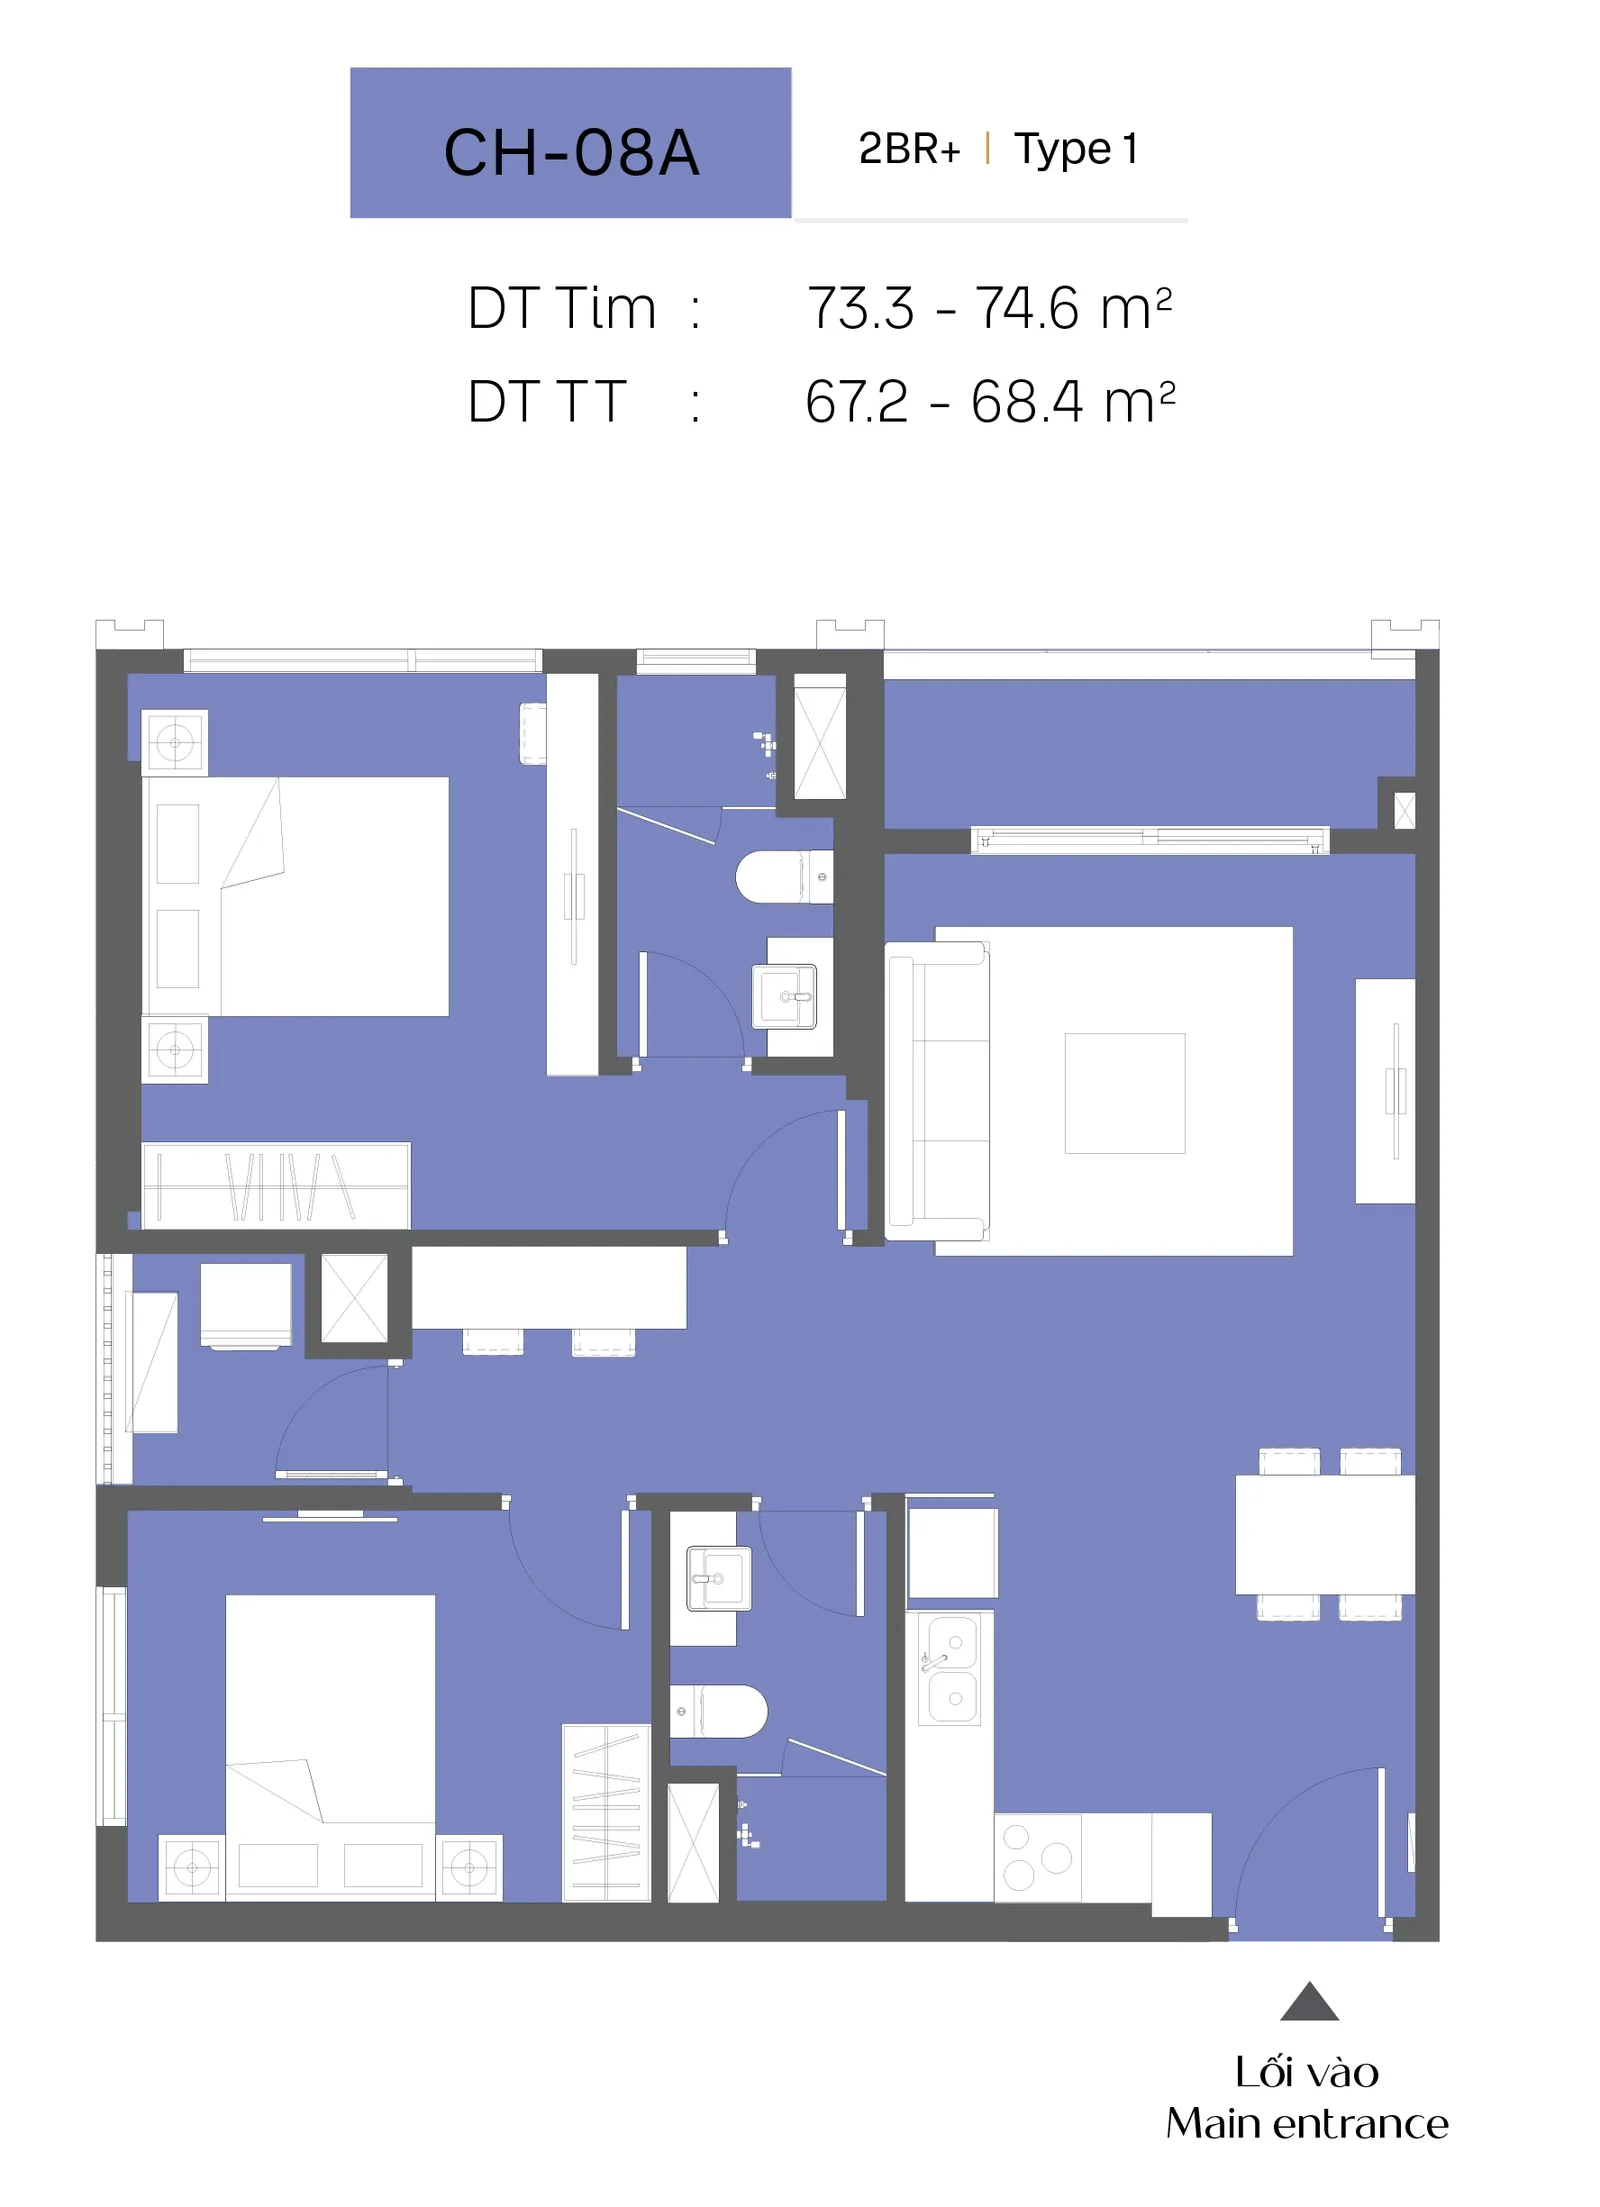 CH-08A
2BR+ | Type 1
DT Tim : 73.3 - 74.6 m²
DT TT : 67.2 - 68.4 m²
Lối vào
Main entrance